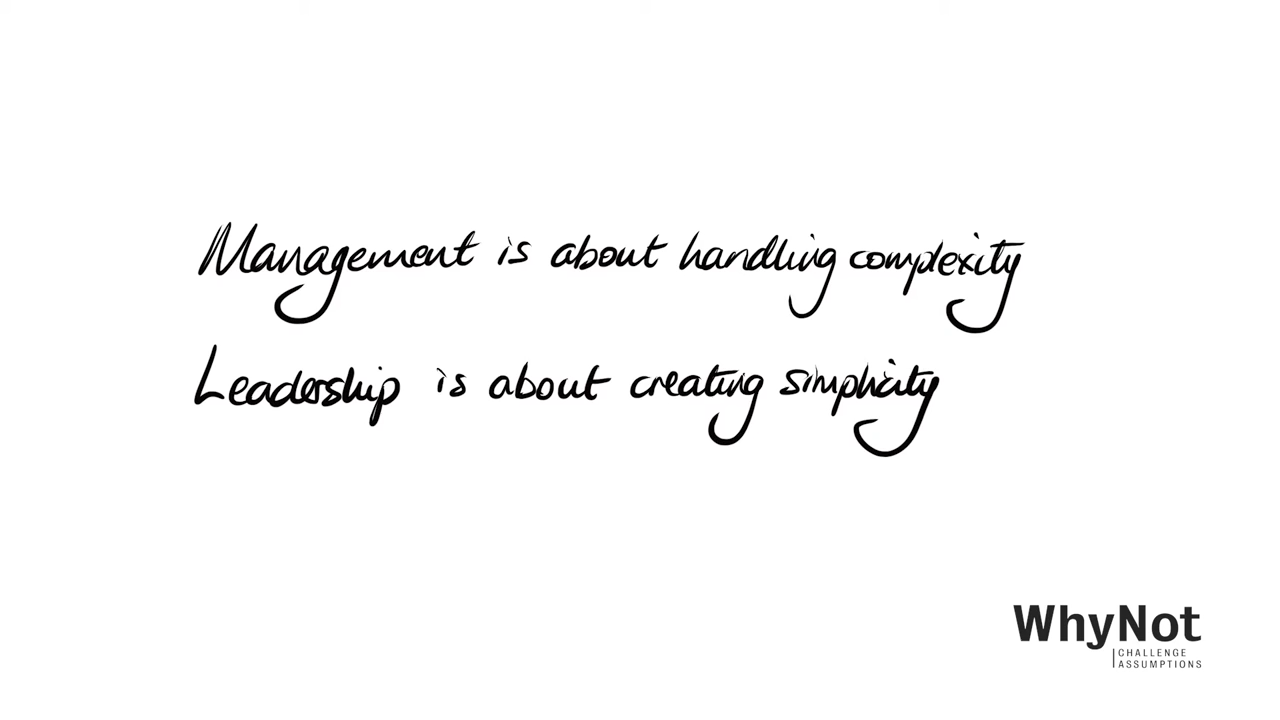 Management is about handling complexity
Leadership is about creating simplicity
WhyNot
CHALLENGE
ASSUMPTIONS